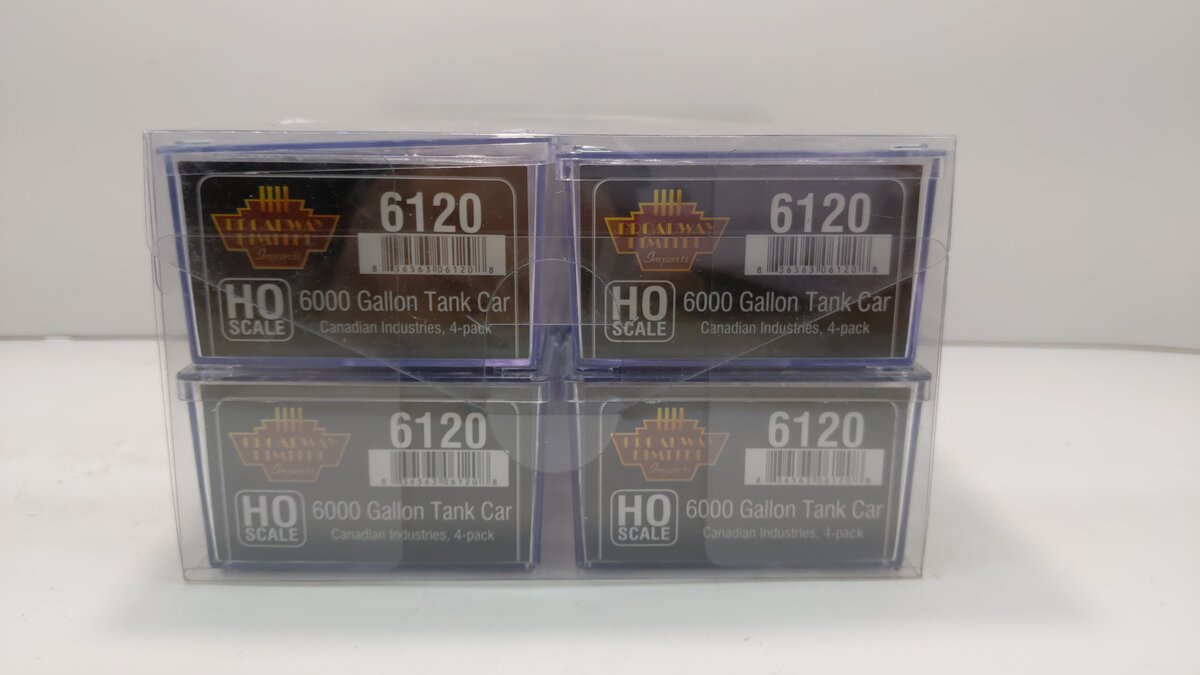 BROADWAY
LIMITED
Imports
6120
8 36563 06120 8
HO
SCALE
6000 Gallon Tank Car
Canadian Industries, 4-pack
BROADWAY
LIMITED
Imports
6120
8 36563 06120 8
HO
SCALE
6000 Gallon Tank Car
Canadian Industries, 4-pack
BROADWAY
LIMITED
Imports
6120
8 36563 06120 8
HO
SCALE
6000 Gallon Tank Car
Canadian Industries, 4-pack
BROADWAY
LIMITED
Imports
6120
8 36563 06120 8
HO
SCALE
6000 Gallon Tank Car
Canadian Industries, 4-pack